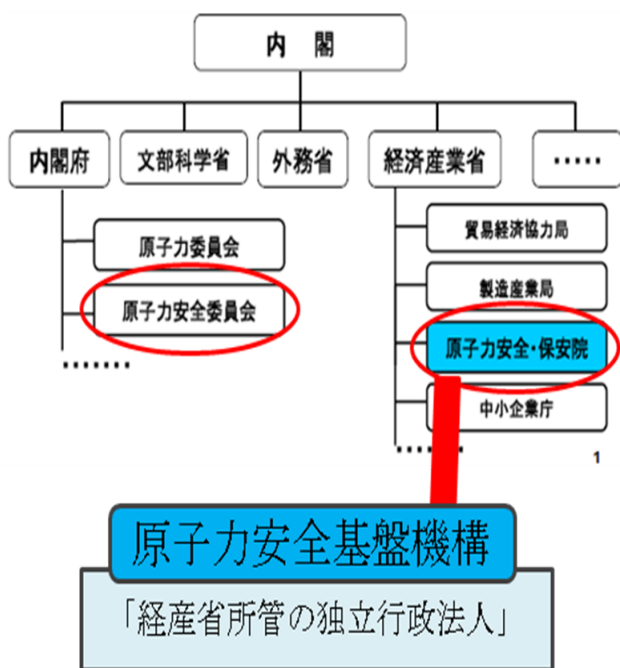 内 閣
内閣府
文部科学省
外務省
経済産業省
・・・・・
原子力委員会
原子力安全委員会
・・・・・・・
貿易経済協力局
製造産業局
原子力安全・保安院
中小企業庁
・・・・・・・
1
原子力安全基盤機構
「経産省所管の独立行政法人」